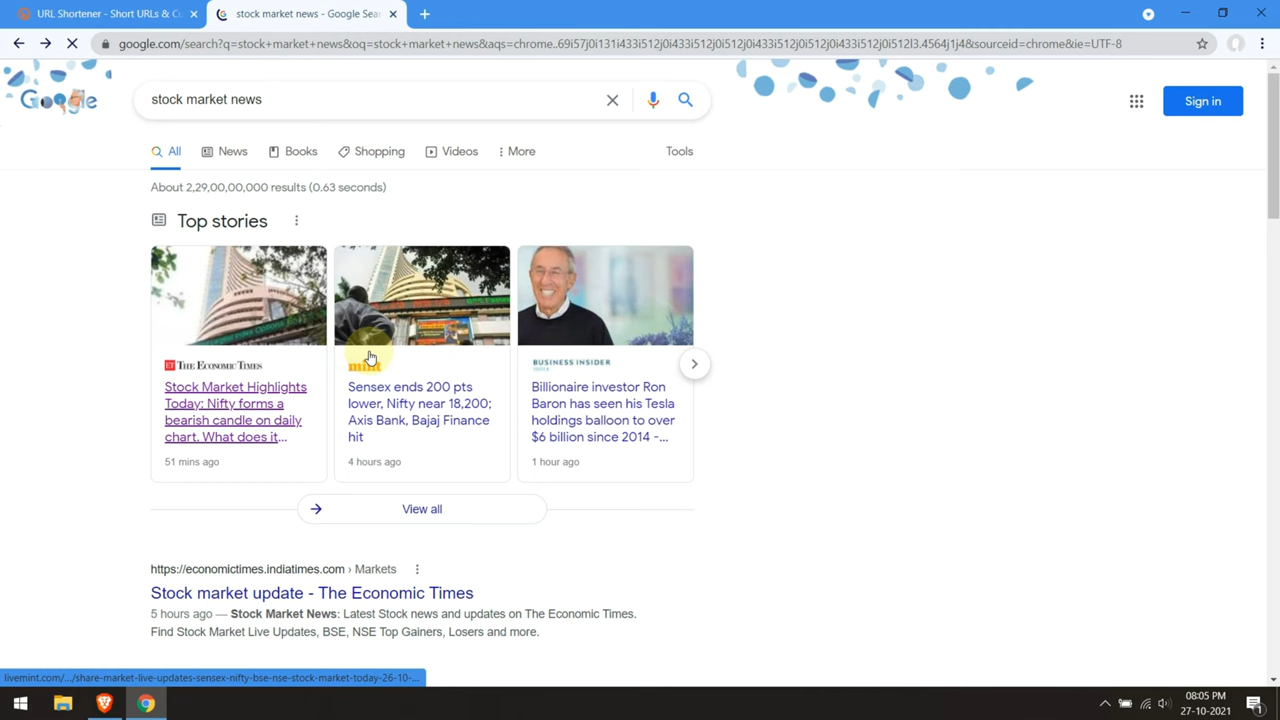 URL Shortener - Short URLs & Cu
stock market news - Google Sea
google.com/search?q=stock+market+news&oq=stock+market+news&aqs=chrome..69i57j0i131i433i512j0i433i512j0i512j0i433i512j0i512j0i512l3.4564j1j4&sourceid=chrome&ie=UTF-8
Google
stock market news
Sign in
All
News
Books
Shopping
Videos
More
Tools
About 2,29,00,00,000 results (0.63 seconds)
Top stories
ET THE ECONOMIC TIMES
Stock Market Highlights
Today: Nifty forms a
bearish candle on daily
chart. What does it…
51 mins ago
mint
Sensex ends 200 pts
lower, Nifty near 18,200;
Axis Bank, Bajaj Finance
hit
4 hours ago
BUSINESS INSIDER
Billionaire investor Ron
Baron has seen his Tesla
holdings balloon to over
$6 billion since 2014 -…
1 hour ago
View all
https://economictimes.indiatimes.com › Markets
Stock market update - The Economic Times
5 hours ago — Stock Market News: Latest Stock news and updates on The Economic Times.
Find Stock Market Live Updates, BSE, NSE Top Gainers, Losers and more.
livemint.com/.../share-market-live-updates-sensex-nifty-bse-nse-stock-market-today-26-10-...
08:05 PM
27-10-2021
1